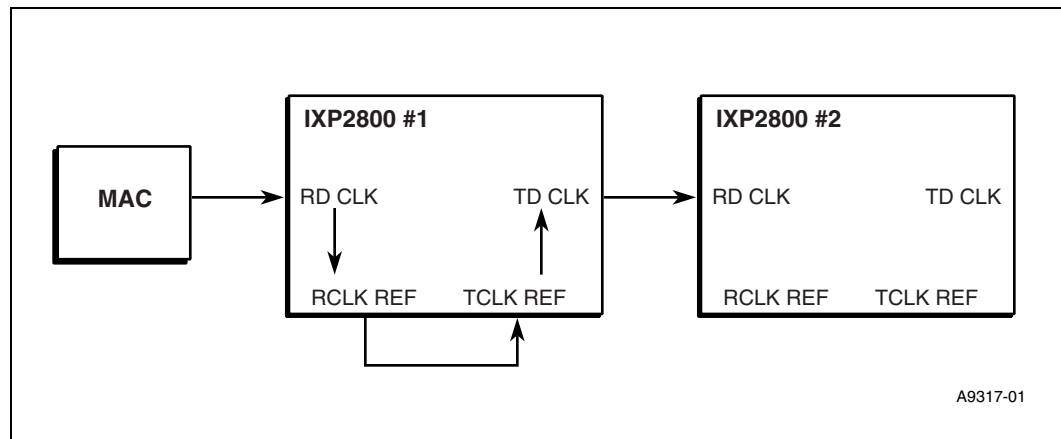 IXP2800 #1
IXP2800 #2
MAC
RD CLK
TD CLK
RD CLK
TD CLK
RCLK REF
TCLK REF
RCLK REF
TCLK REF
A9317-01